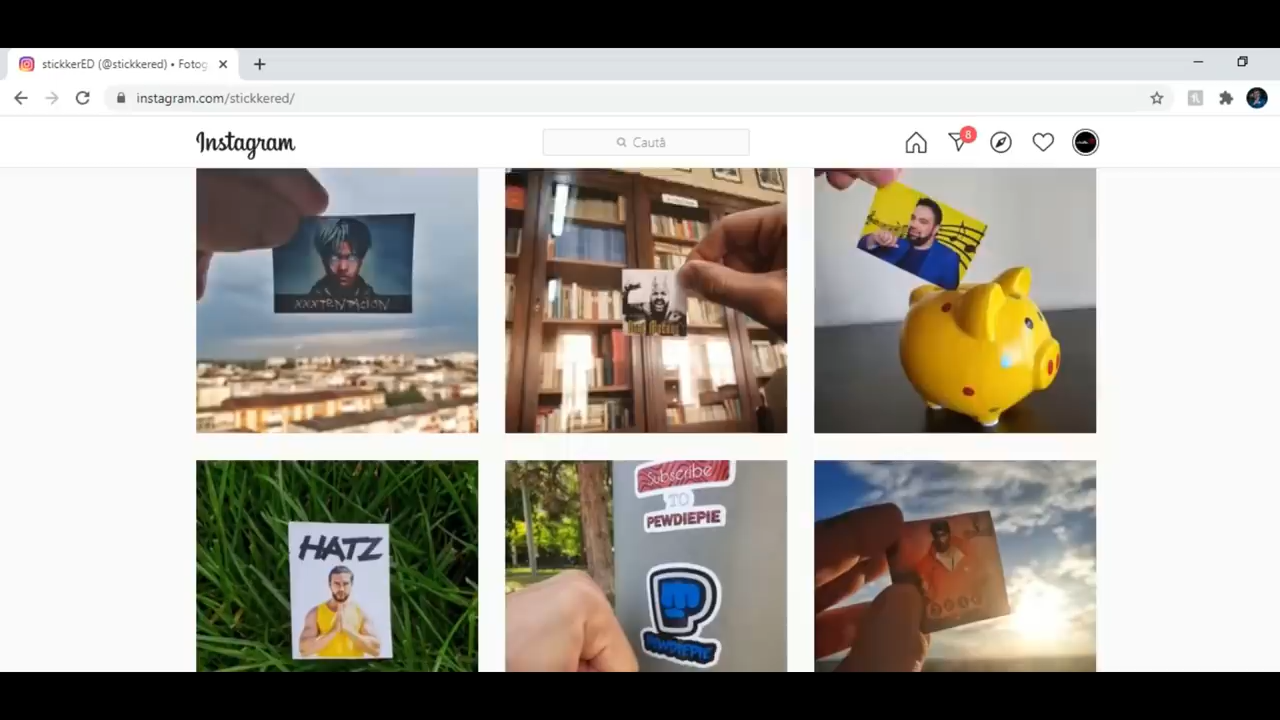 stickkerED (@stickkered) • Fotog
instagram.com/stickkered/
Instagram
Caută
8
XXXTENTACION
HATZ
Subscribe
TO
PEWDIEPIE
PEWDIEPIE